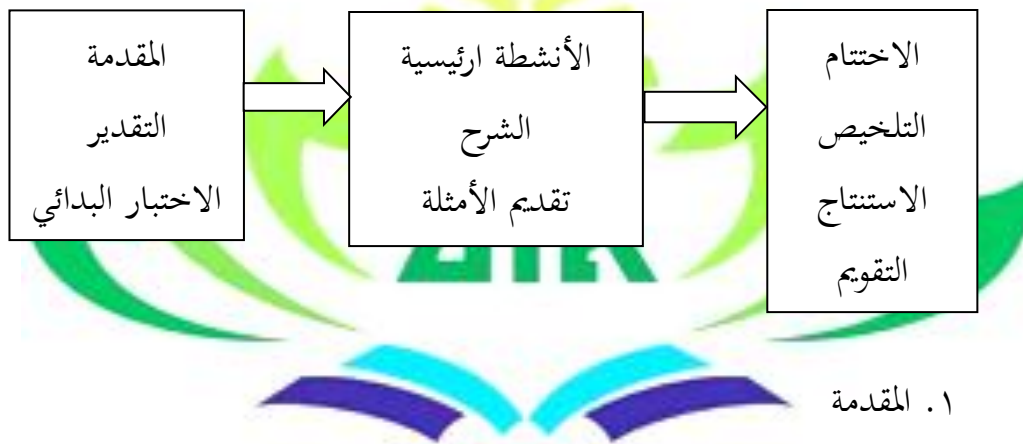 المقدمة
التقدير
الاختبار البدائي
الأنشطة ارئيسية
الشرح
تقديم الأمثلة
الاختتام
التلخيص
الاستنتاج
التقويم
١. المقدمة